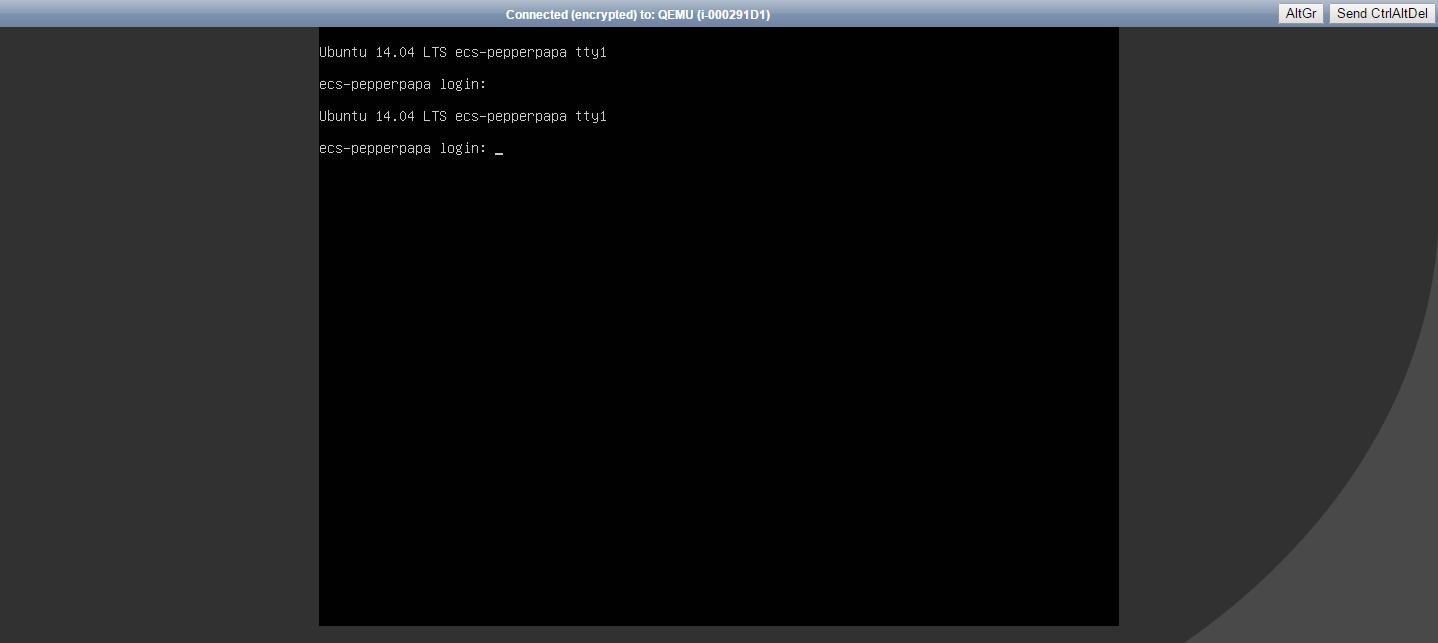 Connected (encrypted) to: QEMU (i-000291D1)
AltGr
Send CtrlAltDel
Ubuntu 14.04 LTS ecs-pepperpapa tty1
ecs-pepperpapa login:
Ubuntu 14.04 LTS ecs-pepperpapa tty1
ecs-pepperpapa login: _